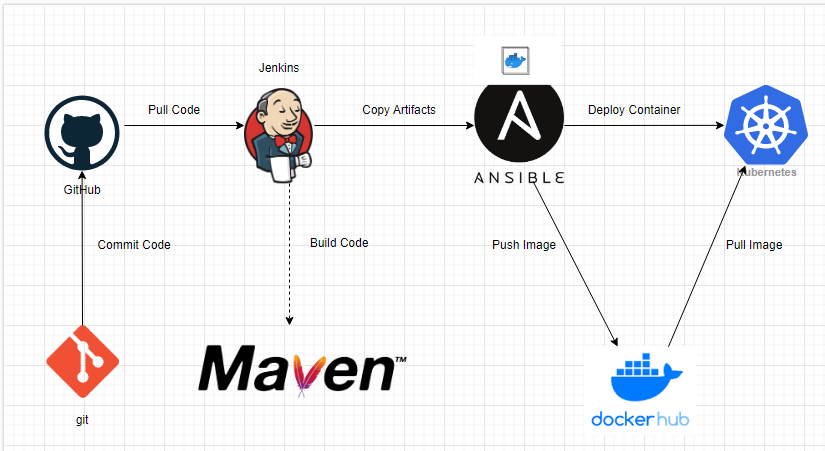 Jenkins
Pull Code
Copy Artifacts
Deploy Container
ANSIBLE
Kubernetes
GitHub
Commit Code
Build Code
Push Image
Pull Image
Maven™
git
dockerhub